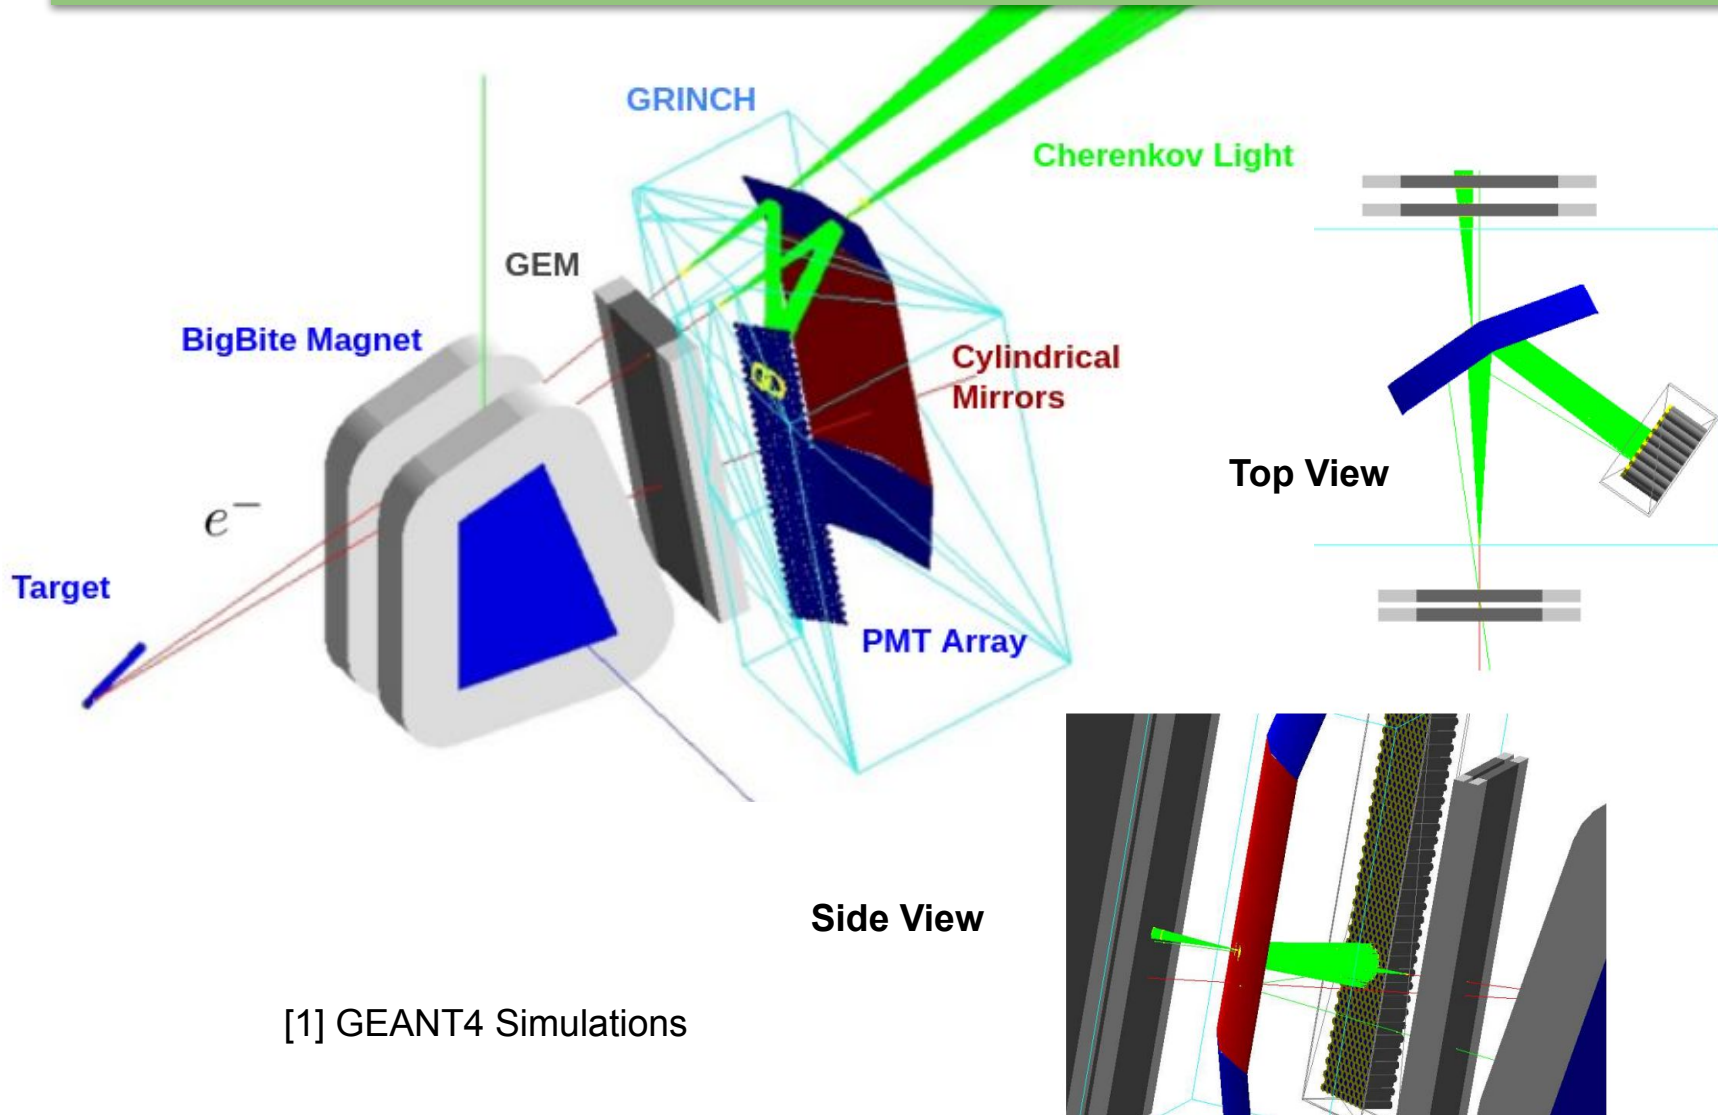 GRINCH
Cherenkov Light
GEM
BigBite Magnet
Cylindrical
Mirrors
e−
Target
PMT Array
Top View
Side View
[1] GEANT4 Simulations